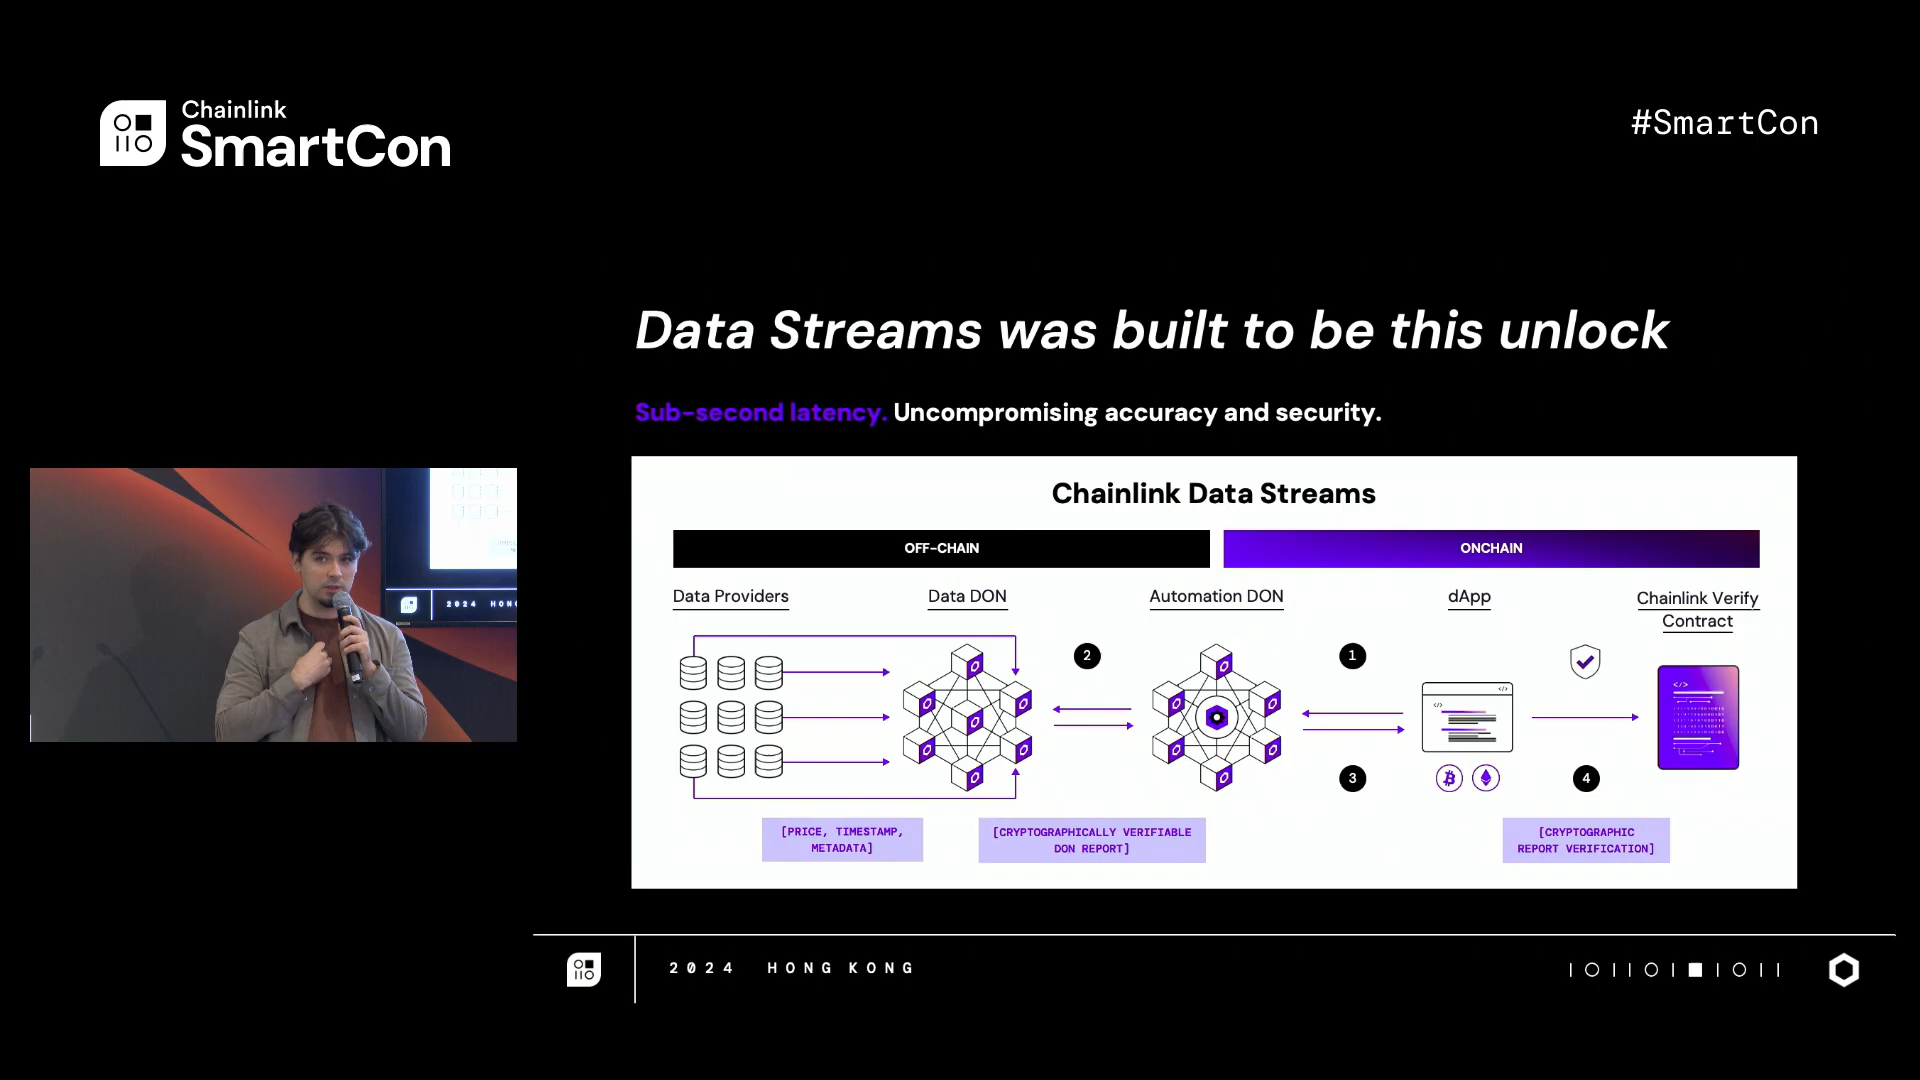 Chainlink
SmartCon
#SmartCon
Data Streams was built to be this unlock
Sub-second latency. Uncompromising accuracy and security.
Chainlink Data Streams
OFF-CHAIN
ONCHAIN
Data Providers
Data DON
Automation DON
dApp
Chainlink Verify
Contract
2
1
3
4
</>
</>
[PRICE, TIMESTAMP,
METADATA]
[CRYPTOGRAPHICALLY VERIFIABLE
DON REPORT]
[CRYPTOGRAPHIC
REPORT VERIFICATION]
</>
2024 HONG
2024 HONG KONG